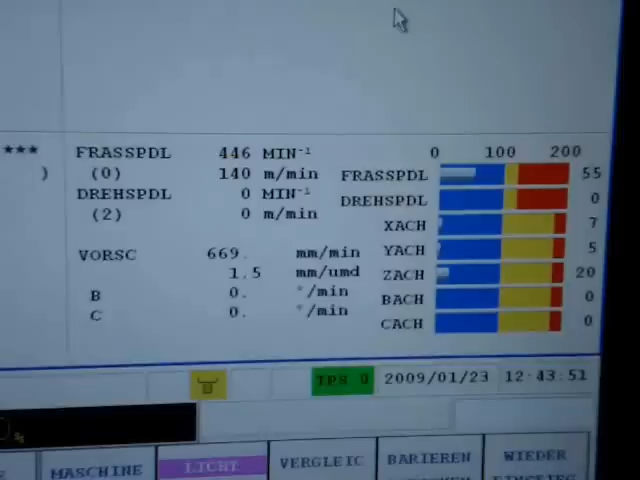 0 100 200
*** FRASSPDL 446 MIN⁻¹
) (0) 140 m/min FRASSPDL 55
DREHSPDL 0 MIN⁻¹ DREHSPDL 0
(2) 0 m/min XACH 7
VORSC 669. mm/min YACH 5
1.5 mm/umd ZACH 20
B 0. °/min BACH 0
C 0. °/min CACH 0
TPS 0 2009/01/23 12:43:51
MASCHINE LICHT VERGLEIC BARIEREN WIEDER